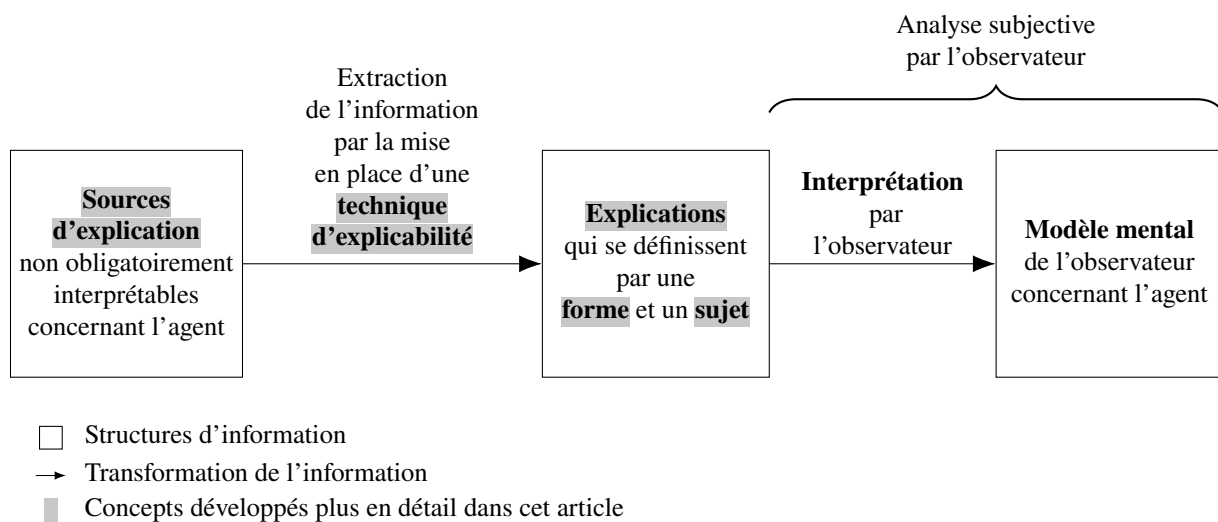 Analyse subjective
par l'observateur
Extraction
de l'information
par la mise
en place d'une
technique
d'explicabilité
Sources
d'explication
non obligatoirement
interprétables
concernant l'agent
Explications
qui se définissent
par une
forme et un sujet
Interprétation
par
l'observateur
Modèle mental
de l'observateur
concernant l'agent
Structures d'information
Transformation de l'information
Concepts développés plus en détail dans cet article